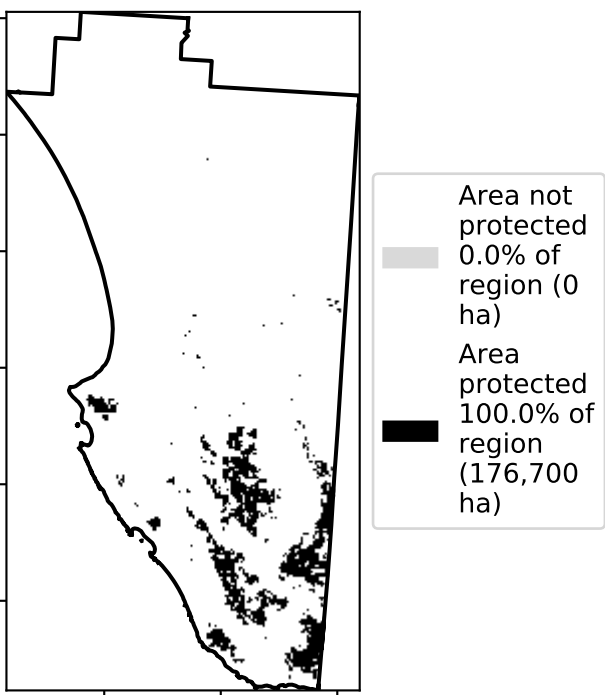 Area not
protected
0.0% of
region (0
ha)
Area
protected
100.0% of
region
(176,700
ha)